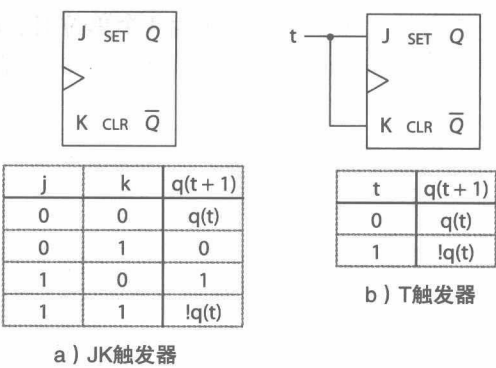 J SET Q
K CLR Q̅
j k q(t + 1)
0 0 q(t)
0 1 0
1 0 1
1 1 !q(t)
a）JK触发器
t
J SET Q
K CLR Q̅
t q(t + 1)
0 q(t)
1 !q(t)
b）T触发器